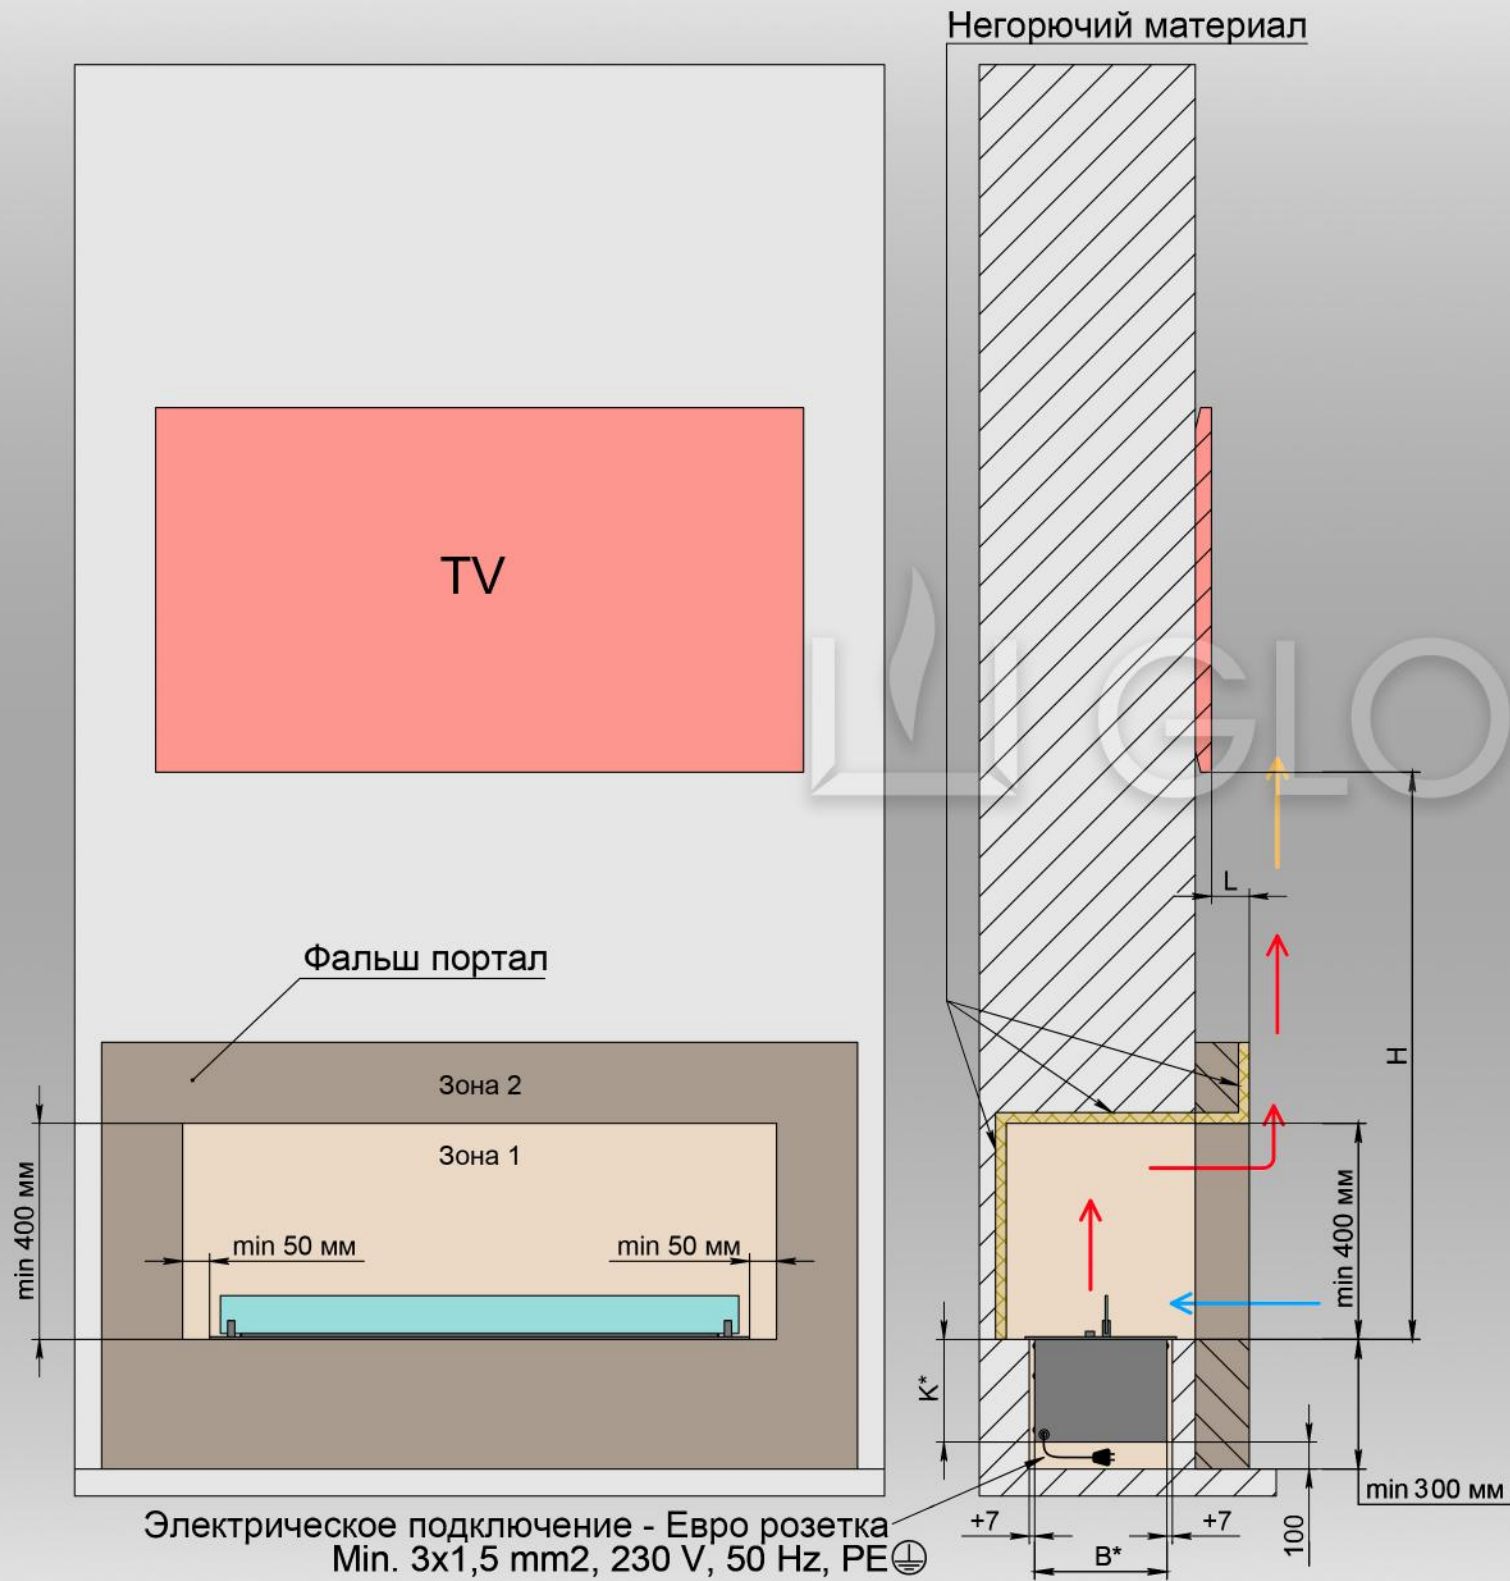 Негорючий материал
TV
GLO
L
Фальш портал
H
Зона 2
Зона 1
min 400 мм
min 50 мм
min 50 мм
min 400 мм
K*
min 300 мм
Электрическое подключение - Евро розетка
Min. 3x1,5 mm2, 230 V, 50 Hz, PE
+7
+7
B*
100